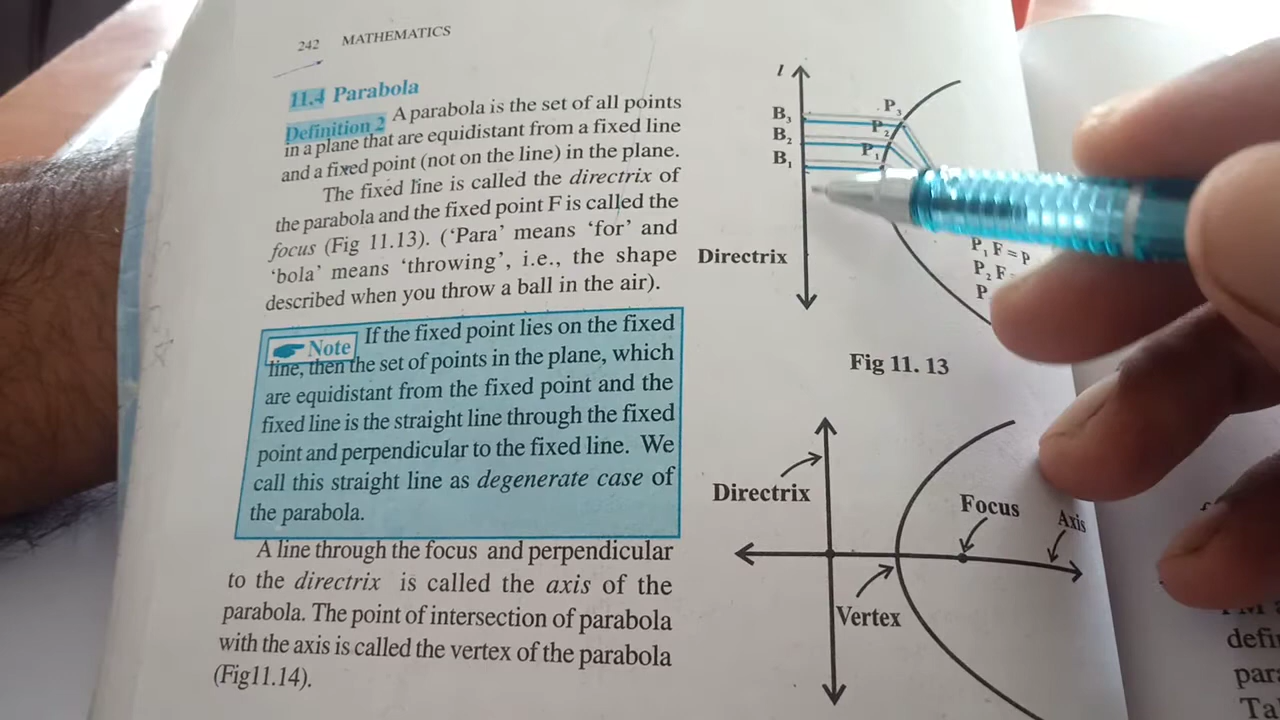 242 MATHEMATICS
11.4 Parabola
Definition 2 A parabola is the set of all points
in a plane that are equidistant from a fixed line
and a fixed point (not on the line) in the plane.
The fixed line is called the directrix of
the parabola and the fixed point F is called the
focus (Fig 11.13). (‘Para’ means ‘for’ and
‘bola’ means ‘throwing’, i.e., the shape
described when you throw a ball in the air).
Note If the fixed point lies on the fixed
line, then the set of points in the plane, which
are equidistant from the fixed point and the
fixed line is the straight line through the fixed
point and perpendicular to the fixed line. We
call this straight line as degenerate case of
the parabola.
A line through the focus and perpendicular
to the directrix is called the axis of the
parabola. The point of intersection of parabola
with the axis is called the vertex of the parabola
(Fig11.14).
l
B₃ P₃
B₂ P₂
B₁ P₁
Directrix
P₁F = P
P₂F
P
Fig 11. 13
Directrix
Focus
Axis
Vertex
defi
par
Ta